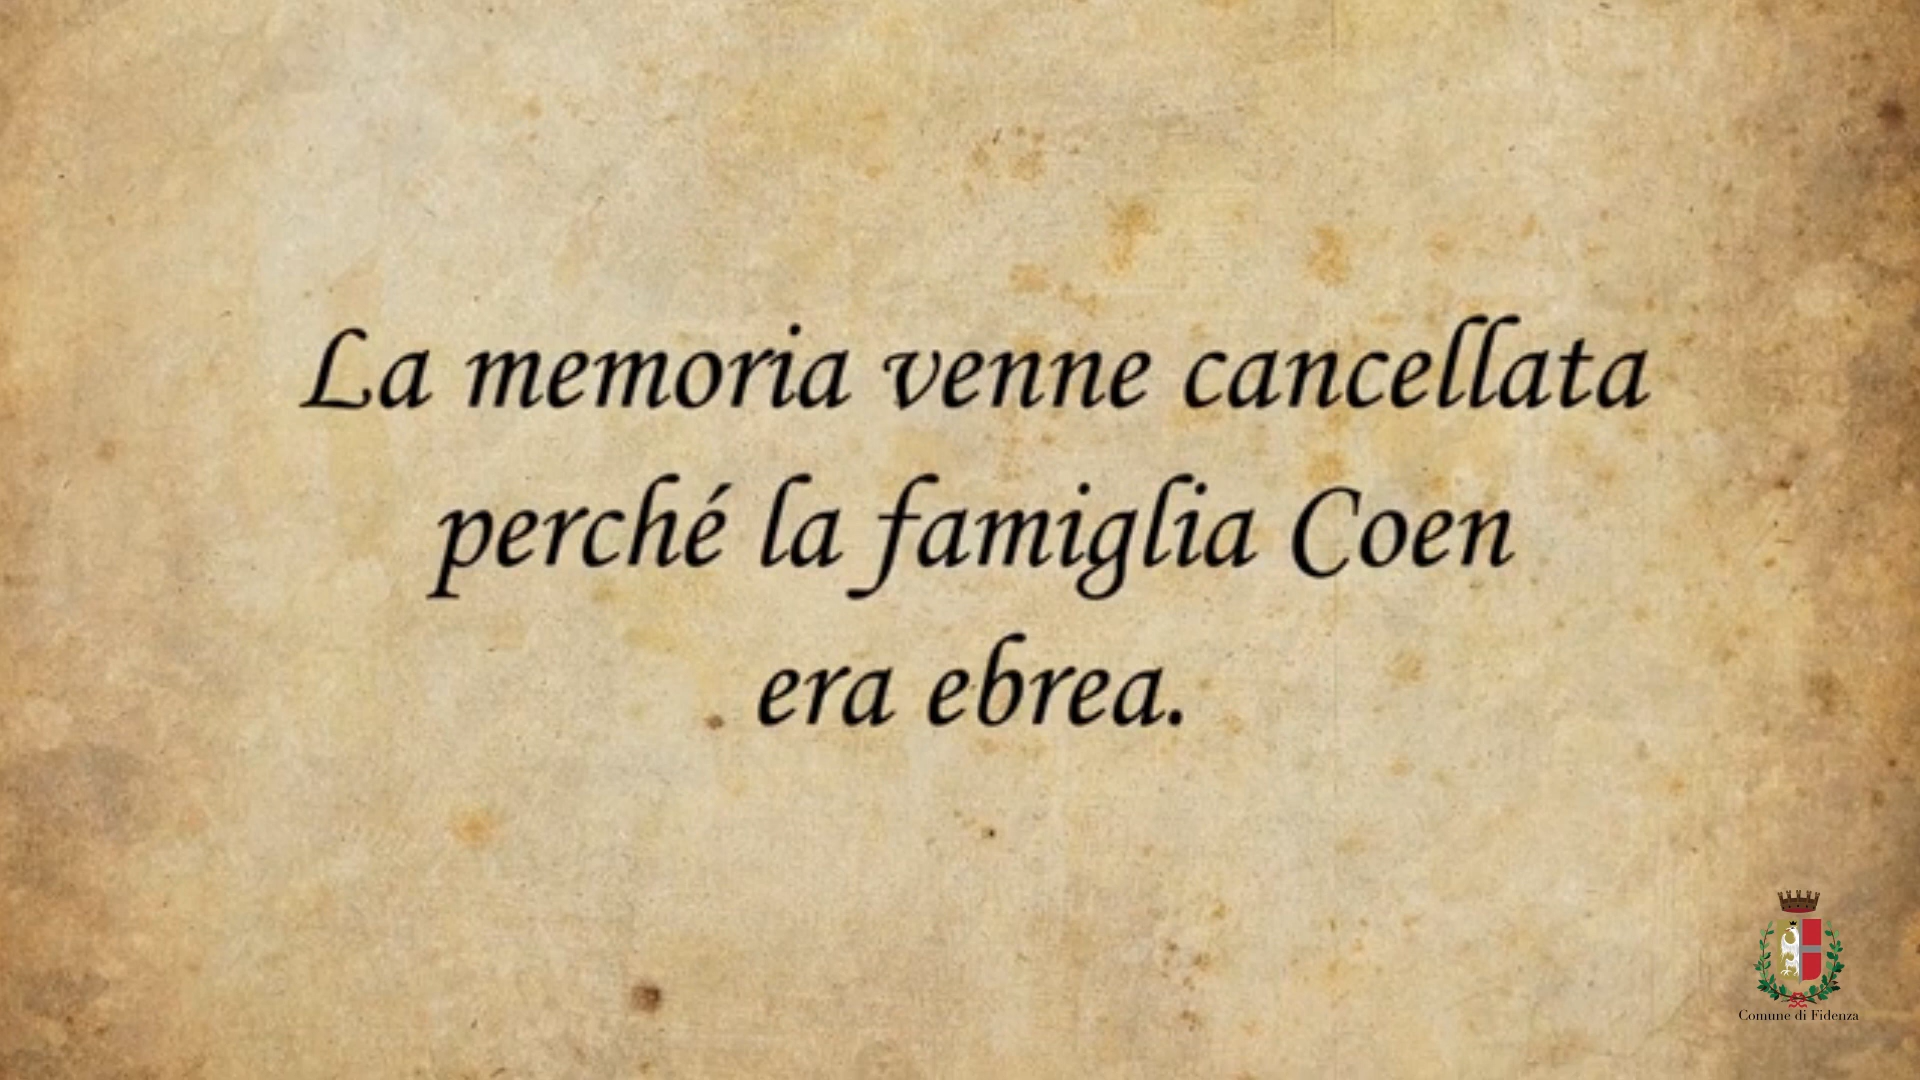 La memoria venne cancellata
perché la famiglia Coen
era ebrea.
Comune di Fidenza